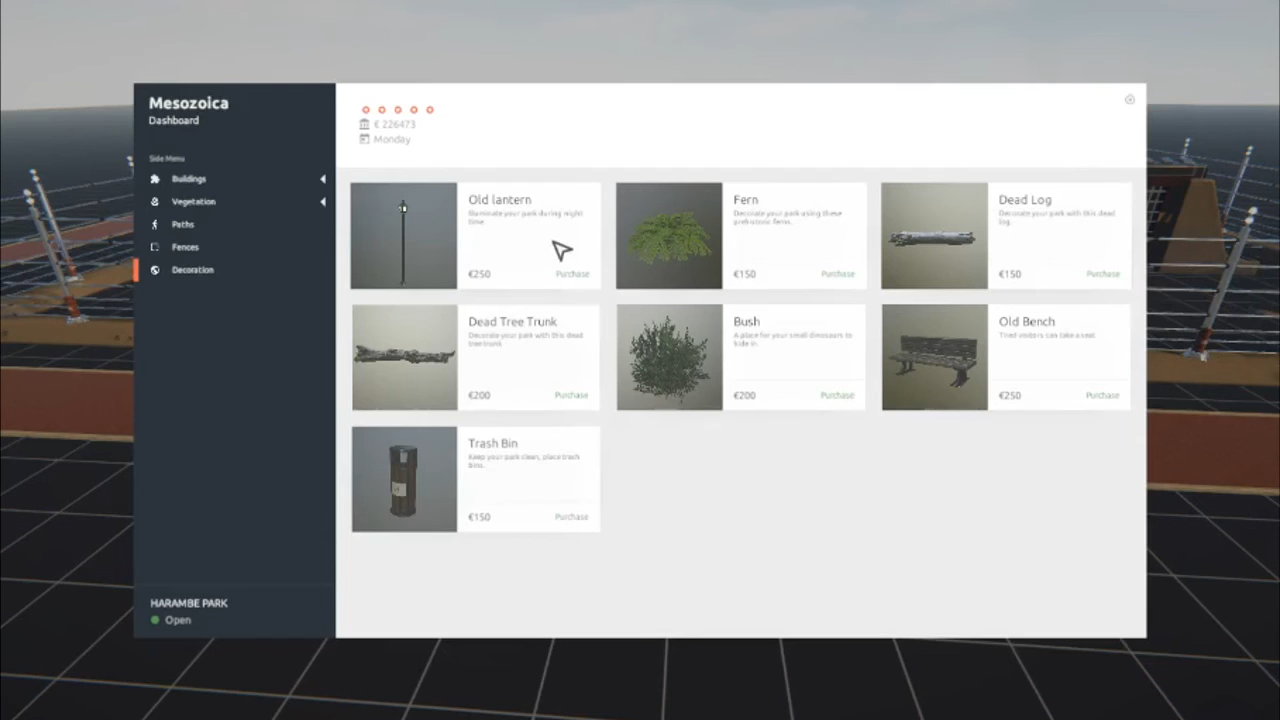 Mesozoica
Dashboard
Side Menu
Buildings
Vegetation
Paths
Fences
Decoration
HARAMBE PARK
Open
€ 226473
Monday
Old lantern
Illuminate your park during night
time.
€250 Purchase
Fern
Decorate your park using these
prehistoric ferns.
€150 Purchase
Dead Log
Decorate your park with this dead
log.
€150 Purchase
Dead Tree Trunk
Decorate your park with this dead
tree trunk
€200 Purchase
Bush
A place for your small dinosaurs to
hide in.
€200 Purchase
Old Bench
Tired visitors can take a seat
€250 Purchase
Trash Bin
Keep your park clean, place trash
bins.
€150 Purchase